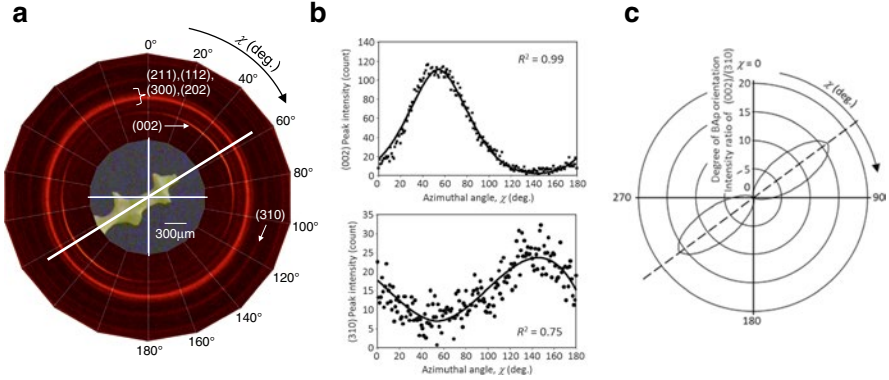 a
χ (deg.)
0°
20°
40°
60°
80°
100°
120°
140°
160°
180°
(211),(112),
(300),(202)
(002)
(310)
300μm
b
(002) Peak intensity (count)
140
120
100
80
60
40
20
0
R² = 0.99
0 20 40 60 80 100 120 140 160 180
Azimuthal angle, χ (deg.)
(310) Peak intensity (count)
35
30
25
20
15
10
5
0
R² = 0.75
0 20 40 60 80 100 120 140 160 180
Azimuthal angle, χ (deg.)
c
Degree of BAp orientation
Intensity ratio of (002)/(310)
χ = 0
20
15
10
5
0
χ (deg.)
270
90
180